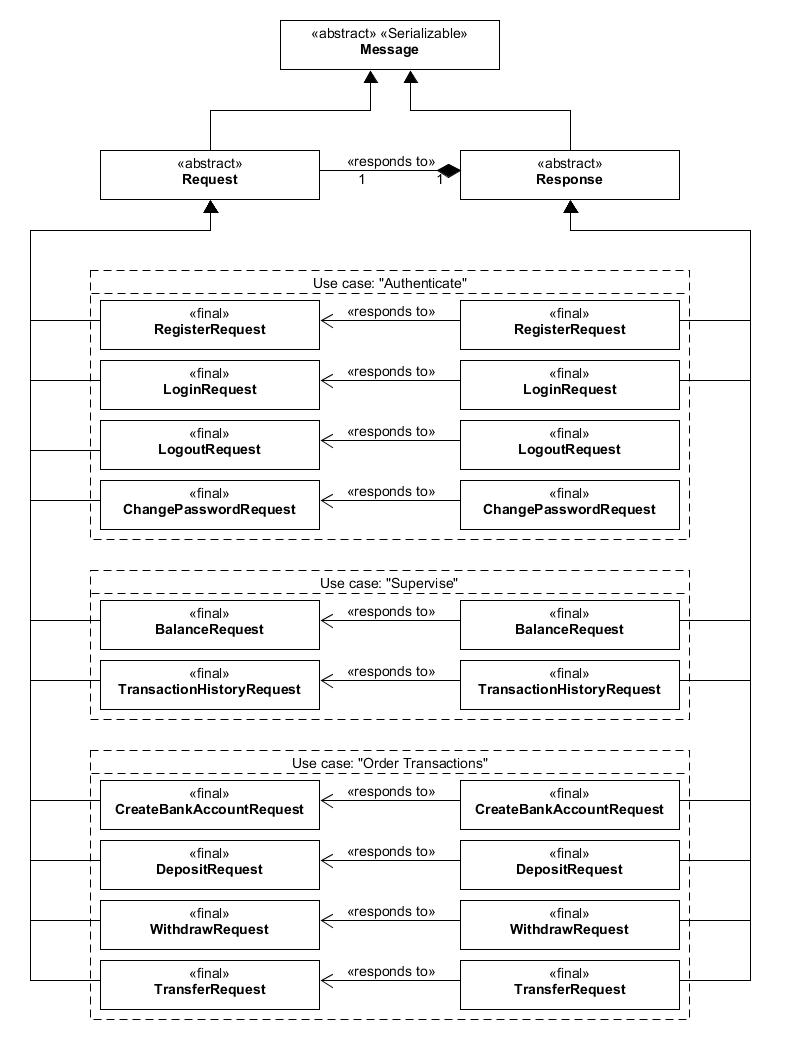 «abstract» «Serializable»
Message
«abstract»
Request
«responds to»
1
1
«abstract»
Response
Use case: "Authenticate"
«final»
RegisterRequest
«responds to»
«final»
RegisterRequest
«final»
LoginRequest
«responds to»
«final»
LoginRequest
«final»
LogoutRequest
«responds to»
«final»
LogoutRequest
«final»
ChangePasswordRequest
«responds to»
«final»
ChangePasswordRequest
Use case: "Supervise"
«final»
BalanceRequest
«responds to»
«final»
BalanceRequest
«final»
TransactionHistoryRequest
«responds to»
«final»
TransactionHistoryRequest
Use case: "Order Transactions"
«final»
CreateBankAccountRequest
«responds to»
«final»
CreateBankAccountRequest
«final»
DepositRequest
«responds to»
«final»
DepositRequest
«final»
WithdrawRequest
«responds to»
«final»
WithdrawRequest
«final»
TransferRequest
«responds to»
«final»
TransferRequest